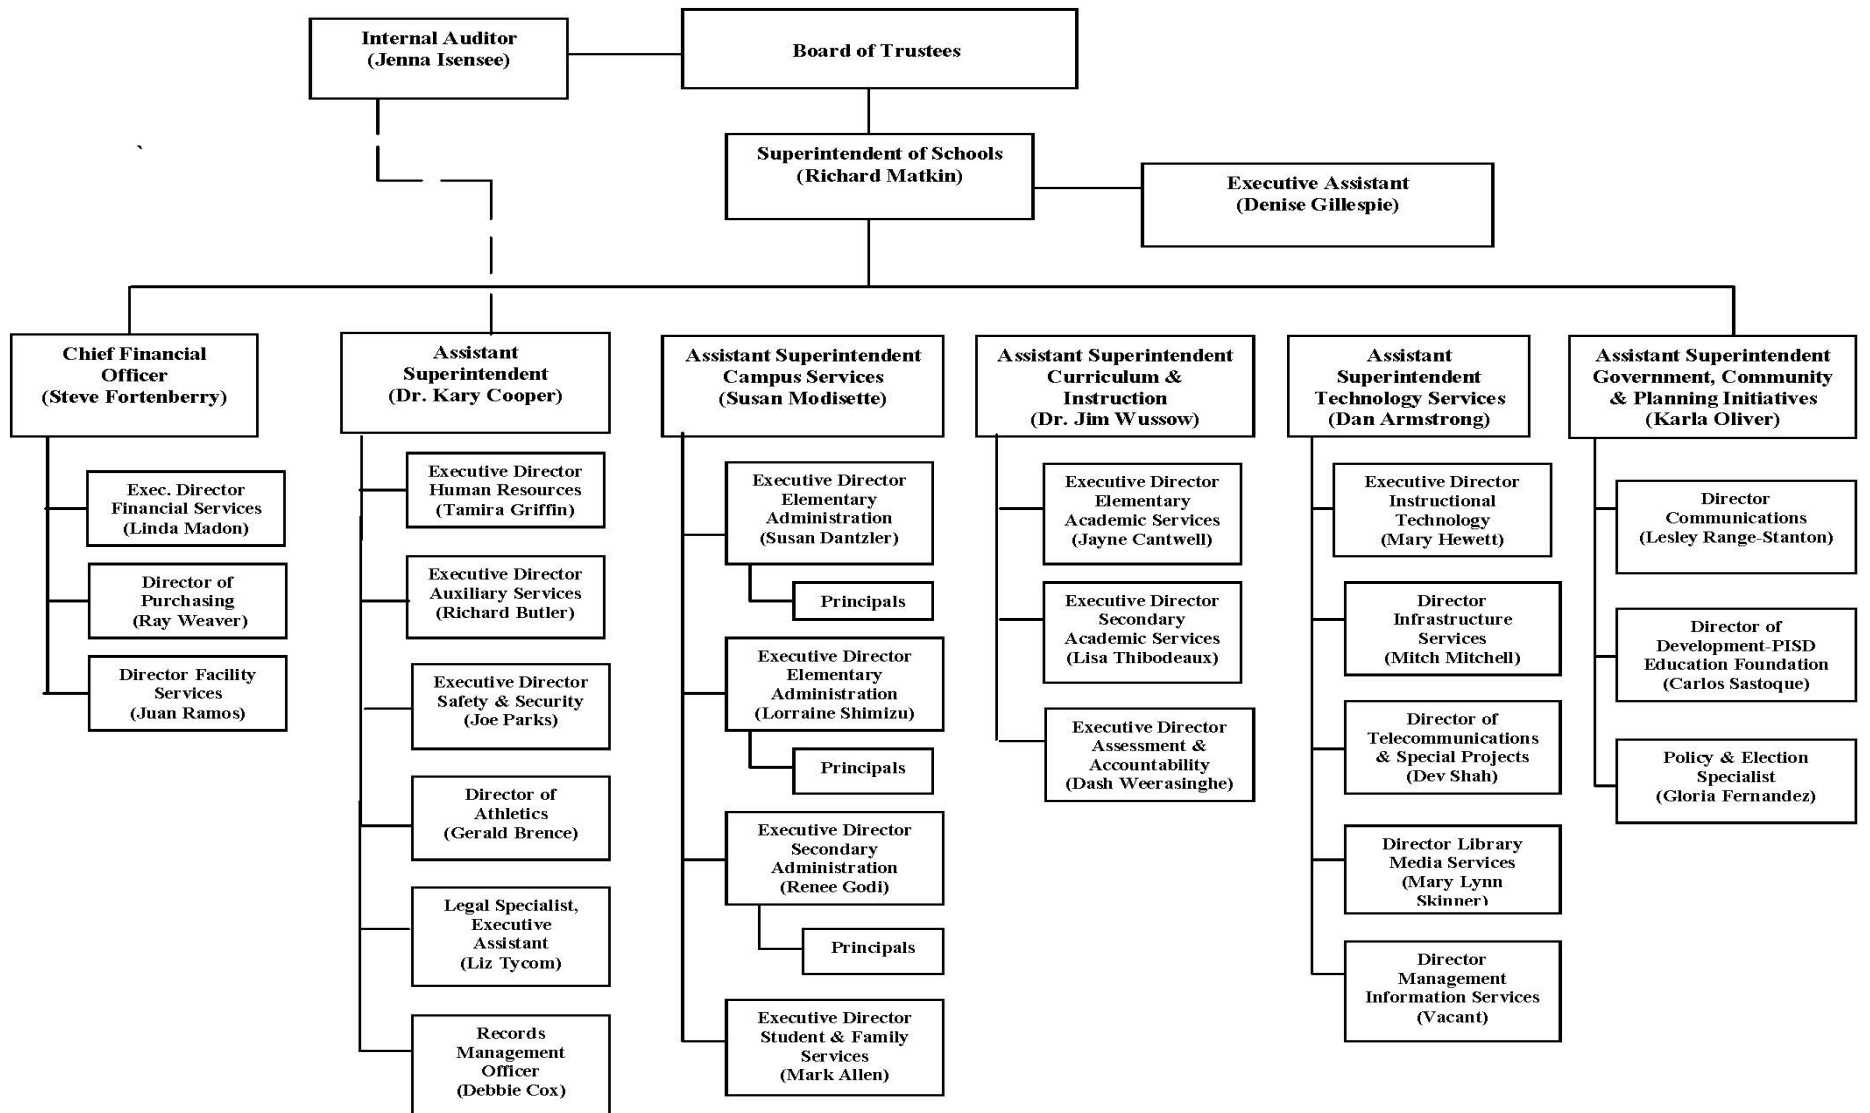 Internal Auditor
(Jenna Isensee)
Board of Trustees
Superintendent of Schools
(Richard Matkin)
Executive Assistant
(Denise Gillespie)
Chief Financial
Officer
(Steve Fortenberry)
Exec. Director
Financial Services
(Linda Madon)
Director of
Purchasing
(Ray Weaver)
Director Facility
Services
(Juan Ramos)
Assistant
Superintendent
(Dr. Kary Cooper)
Executive Director
Human Resources
(Tamira Griffin)
Executive Director
Auxiliary Services
(Richard Butler)
Executive Director
Safety & Security
(Joe Parks)
Director of
Athletics
(Gerald Brence)
Legal Specialist,
Executive
Assistant
(Liz Tycom)
Records
Management
Officer
(Debbie Cox)
Assistant Superintendent
Campus Services
(Susan Modisette)
Executive Director
Elementary
Administration
(Susan Dantzler)
Principals
Executive Director
Elementary
Administration
(Lorraine Shimizu)
Principals
Executive Director
Secondary
Administration
(Renee Godi)
Principals
Executive Director
Student & Family
Services
(Mark Allen)
Assistant Superintendent
Curriculum &
Instruction
(Dr. Jim Wussow)
Executive Director
Elementary
Academic Services
(Jayne Cantwell)
Executive Director
Secondary
Academic Services
(Lisa Thibodeaux)
Executive Director
Assessment &
Accountability
(Dash Weerasinghe)
Assistant
Superintendent
Technology Services
(Dan Armstrong)
Executive Director
Instructional
Technology
(Mary Hewett)
Director
Infrastructure
Services
(Mitch Mitchell)
Director of
Telecommunications
& Special Projects
(Dev Shah)
Director Library
Media Services
(Mary Lynn
Skinner)
Director
Management
Information Services
(Vacant)
Assistant Superintendent
Government, Community
& Planning Initiatives
(Karla Oliver)
Director
Communications
(Lesley Range-Stanton)
Director of
Development-PISD
Education Foundation
(Carlos Sastoque)
Policy & Election
Specialist
(Gloria Fernandez)